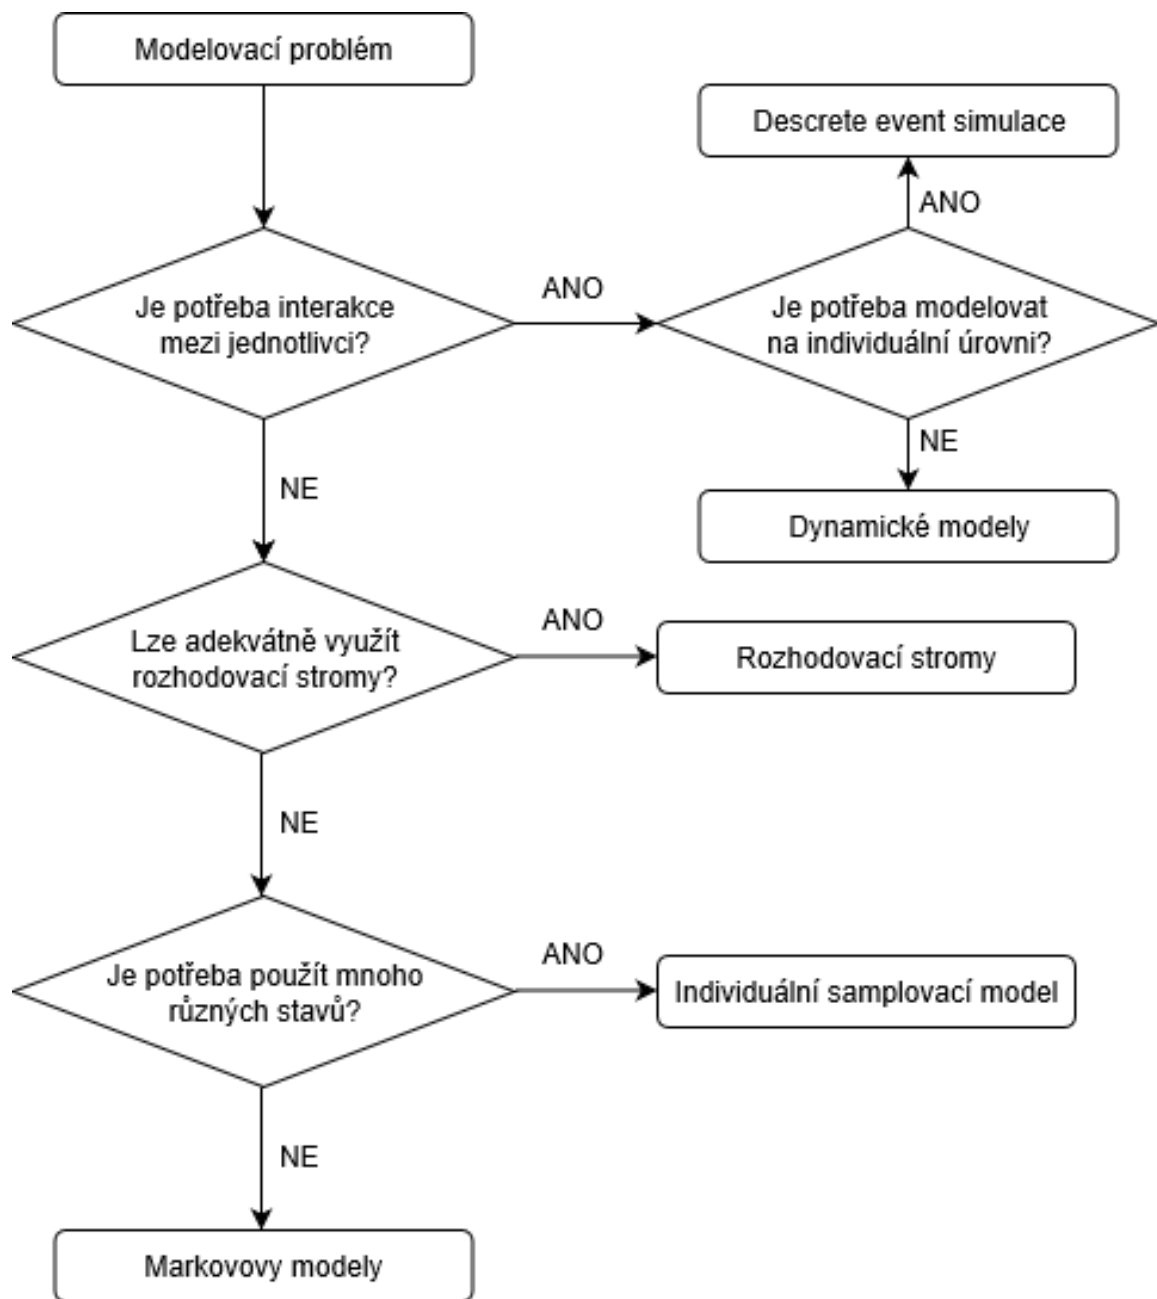 Modelovací problém
Descrete event simulace
ANO
Je potřeba interakce
mezi jednotlivci?
ANO
Je potřeba modelovat
na individuální úrovni?
NE
NE
Dynamické modely
Lze adekvátně využít
rozhodovací stromy?
ANO
Rozhodovací stromy
NE
Je potřeba použít mnoho
různých stavů?
ANO
Individuální samplovací model
NE
Markovovy modely